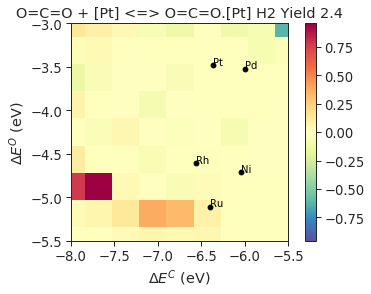 O=C=O + [Pt] <=> O=C=O.[Pt] H2 Yield 2.4
−3.0
−3.5
−4.0
−4.5
−5.0
−5.5
ΔE^O (eV)
Pt
Pd
Rh
Ni
Ru
−8.0 −7.5 −7.0 −6.5 −6.0 −5.5
ΔE^C (eV)
0.75
0.50
0.25
0.00
−0.25
−0.50
−0.75